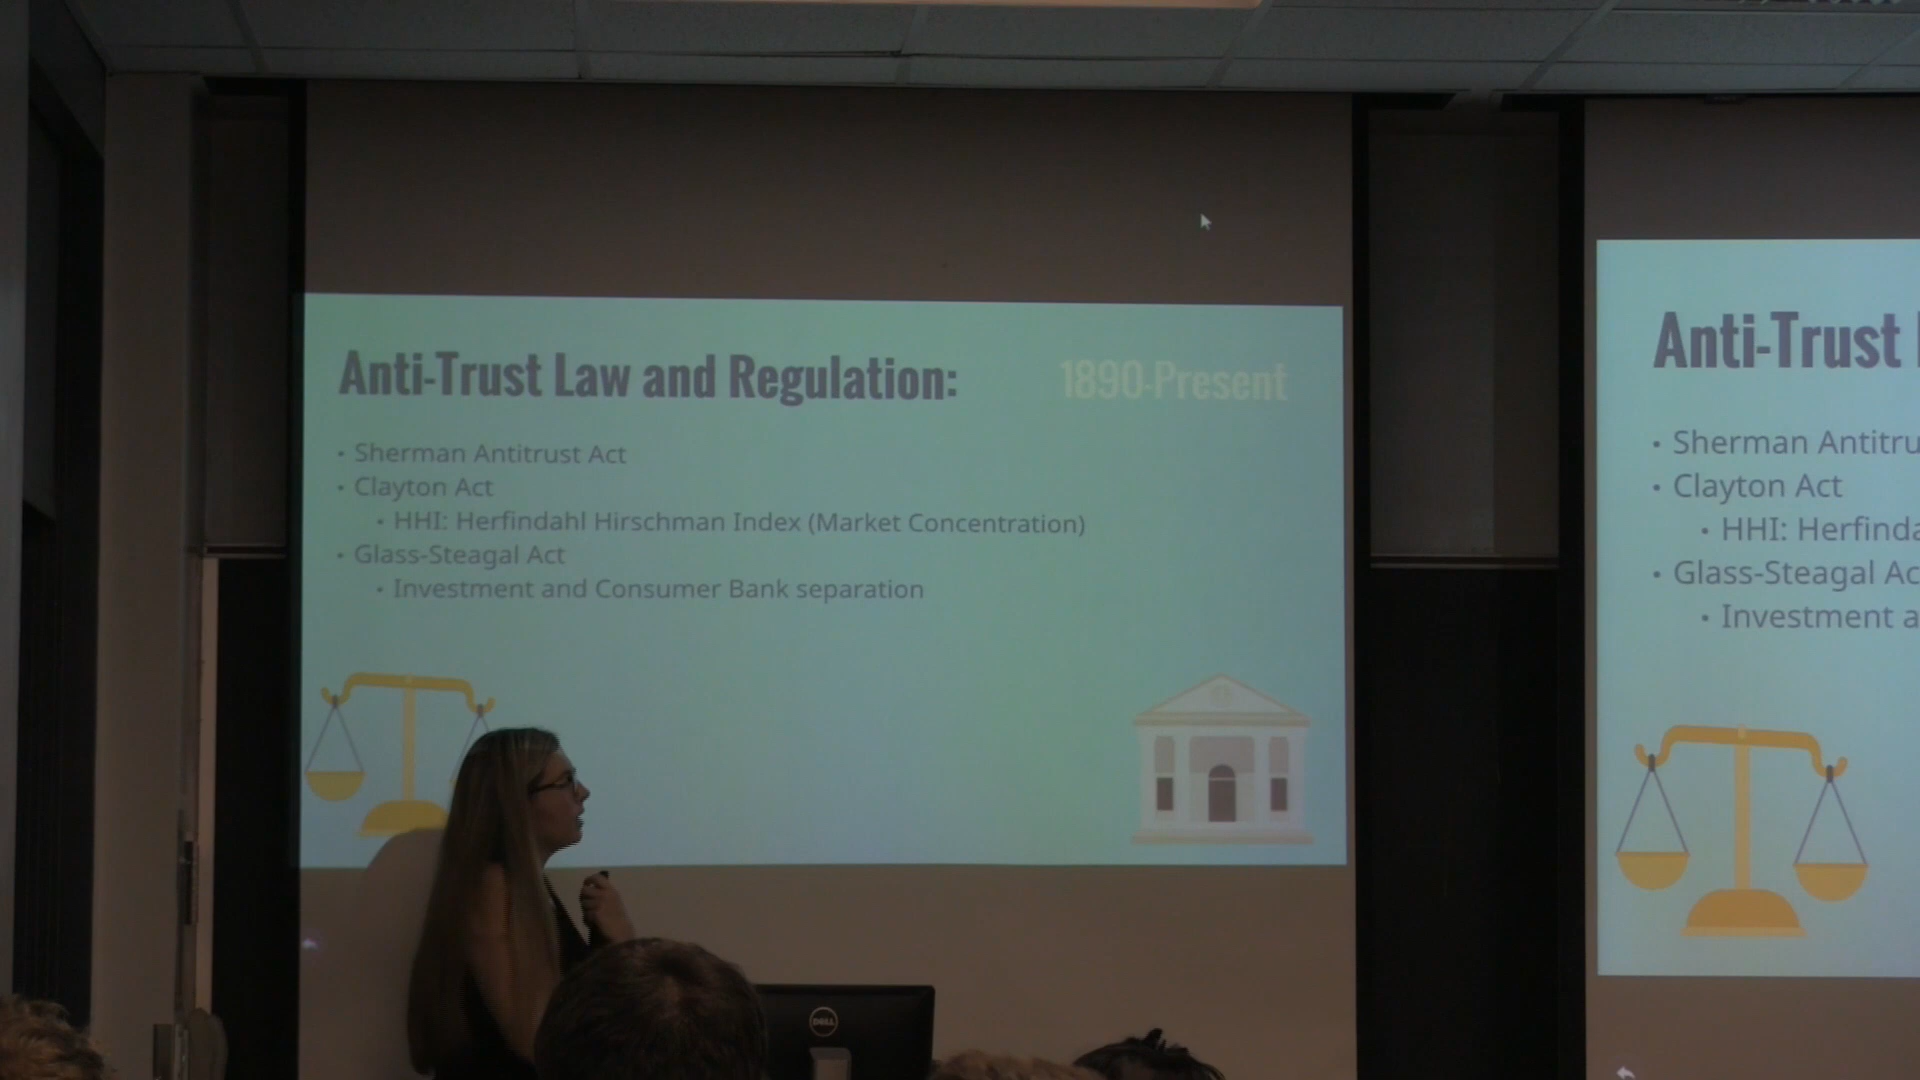 Anti-Trust Law and Regulation: 1890-Present
• Sherman Antitrust Act
• Clayton Act
• HHI: Herfindahl Hirschman Index (Market Concentration)
• Glass-Steagal Act
• Investment and Consumer Bank separation
Anti-Trust
• Sherman Antitru
• Clayton Act
• HHI: Herfinda
• Glass-Steagal Ac
• Investment a
DELL